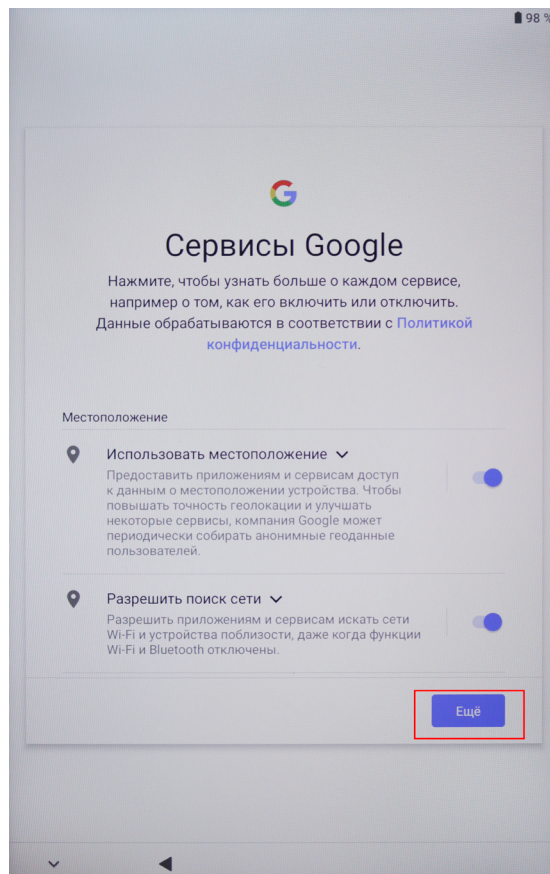 98 %
Сервисы Google
Нажмите, чтобы узнать больше о каждом сервисе,
например о том, как его включить или отключить.
Данные обрабатываются в соответствии с Политикой
конфиденциальности.
Местоположение
Использовать местоположение
Предоставить приложениям и сервисам доступ
к данным о местоположении устройства. Чтобы
повышать точность геолокации и улучшать
некоторые сервисы, компания Google может
периодически собирать анонимные геоданные
пользователей.
Разрешить поиск сети
Разрешить приложениям и сервисам искать сети
Wi-Fi и устройства поблизости, даже когда функции
Wi-Fi и Bluetooth отключены.
Ещё